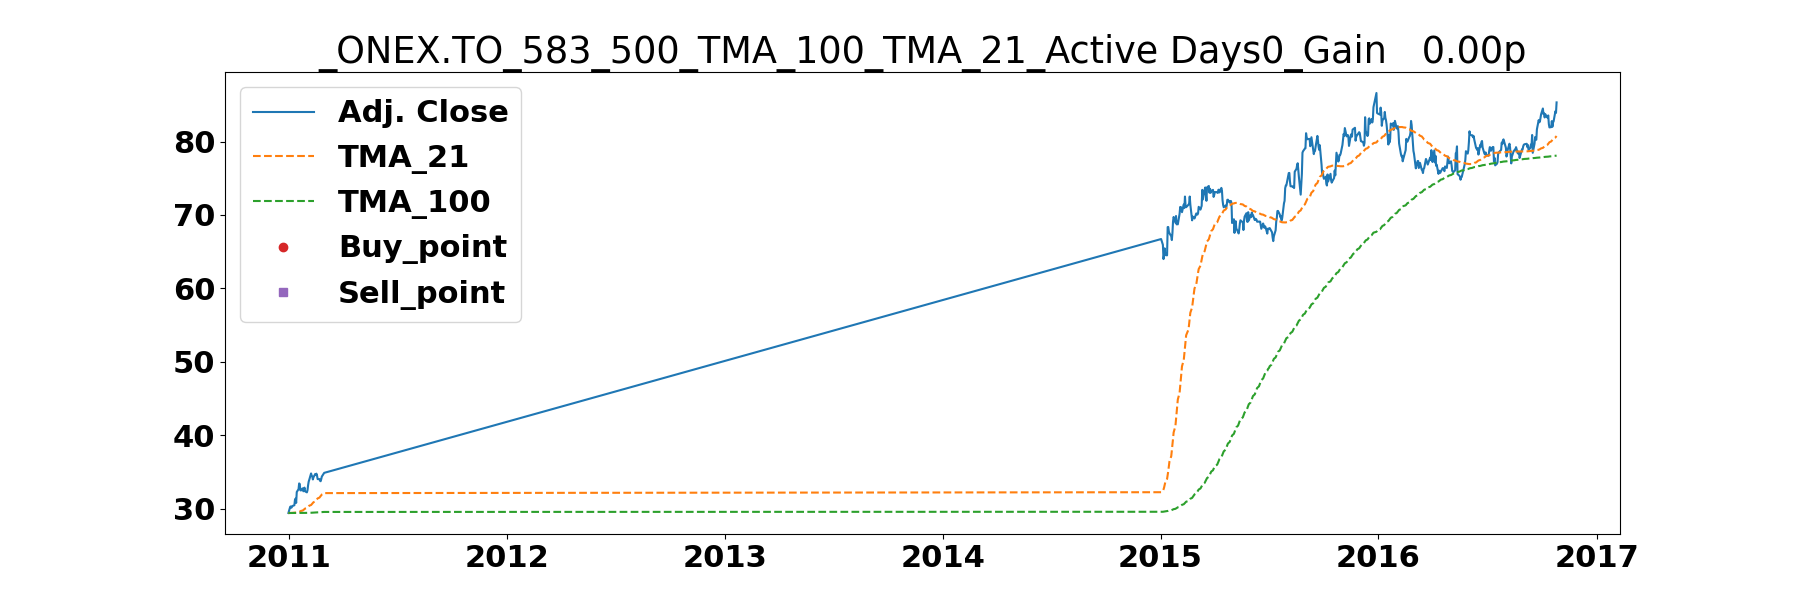 _ONEX.TO_583_500_TMA_100_TMA_21_Active Days0_Gain   0.00p
Adj. Close
TMA_21
TMA_100
Buy_point
Sell_point
80
70
60
50
40
30
2011 2012 2013 2014 2015 2016 2017